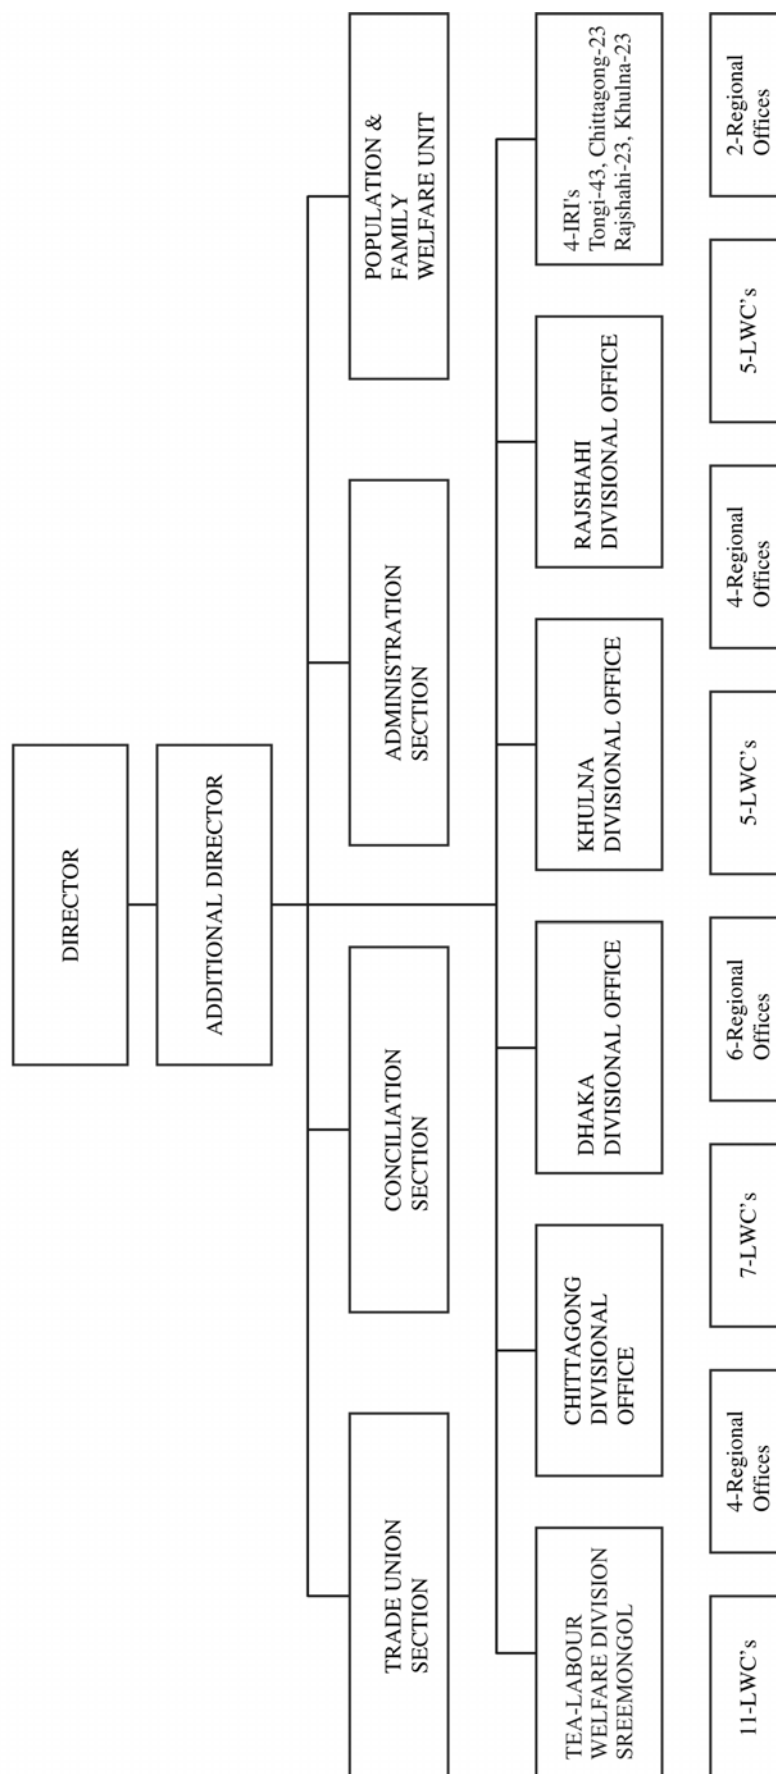 DIRECTOR
ADDITIONAL DIRECTOR
TRADE UNION
SECTION
CONCILIATION
SECTION
ADMINISTRATION
SECTION
POPULATION &
FAMILY
WELFARE UNIT
TEA-LABOUR
WELFARE DIVISION
SREEMONGOL
CHITTAGONG
DIVISIONAL
OFFICE
DHAKA
DIVISIONAL OFFICE
KHULNA
DIVISIONAL OFFICE
RAJSHAHI
DIVISIONAL OFFICE
4-IRI's
Tongi-43, Chittagong-23
Rajshahi-23, Khulna-23
11-LWC's
4-Regional
Offices
7-LWC's
6-Regional
Offices
5-LWC's
4-Regional
Offices
5-LWC's
2-Regional
Offices